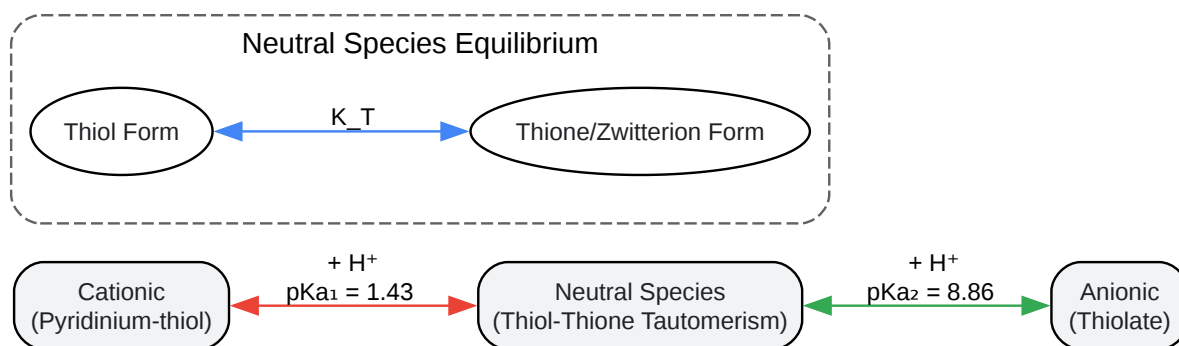 Neutral Species Equilibrium
Thiol Form
K_T
Thione/Zwitterion Form
Cationic
(Pyridinium-thiol)
+ H⁺
pKa₁ = 1.43
Neutral Species
(Thiol-Thione Tautomerism)
+ H⁺
pKa₂ = 8.86
Anionic
(Thiolate)